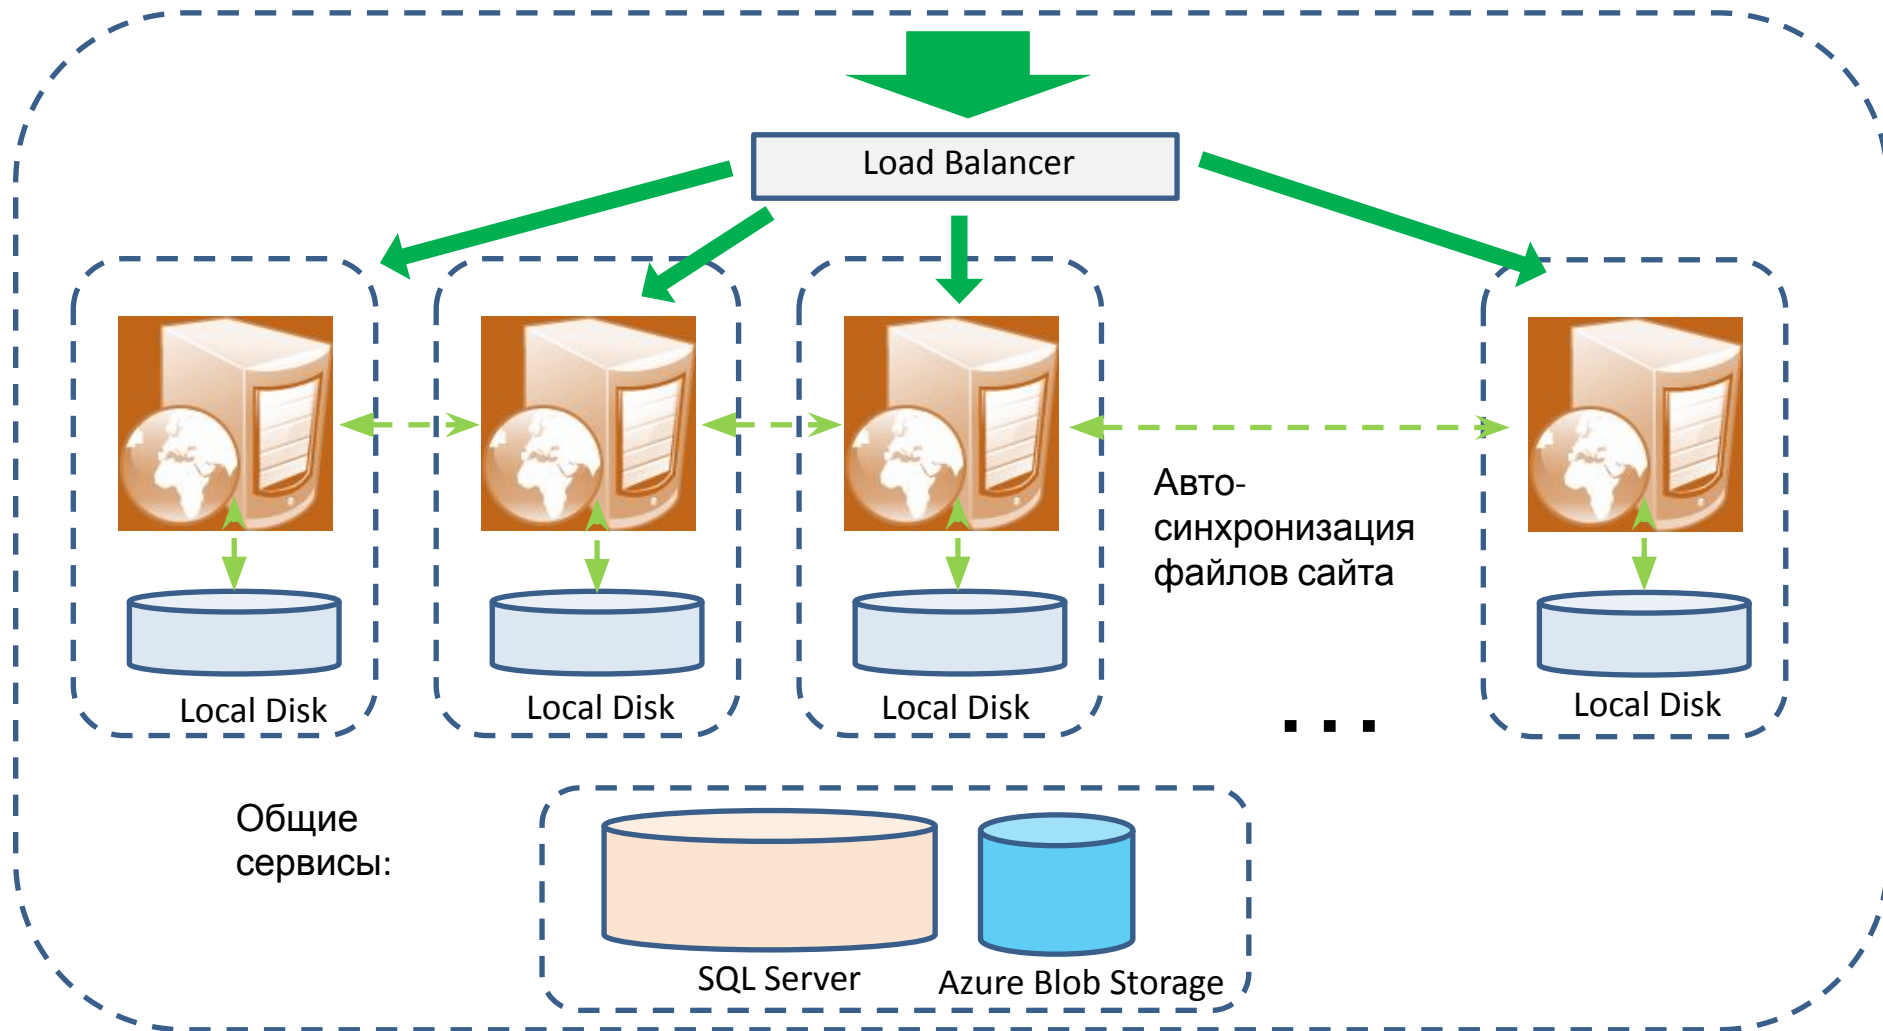 Load Balancer
Авто-
синхронизация
файлов сайта
Local Disk
Local Disk
Local Disk
. . .
Local Disk
Общие
сервисы:
SQL Server
Azure Blob Storage